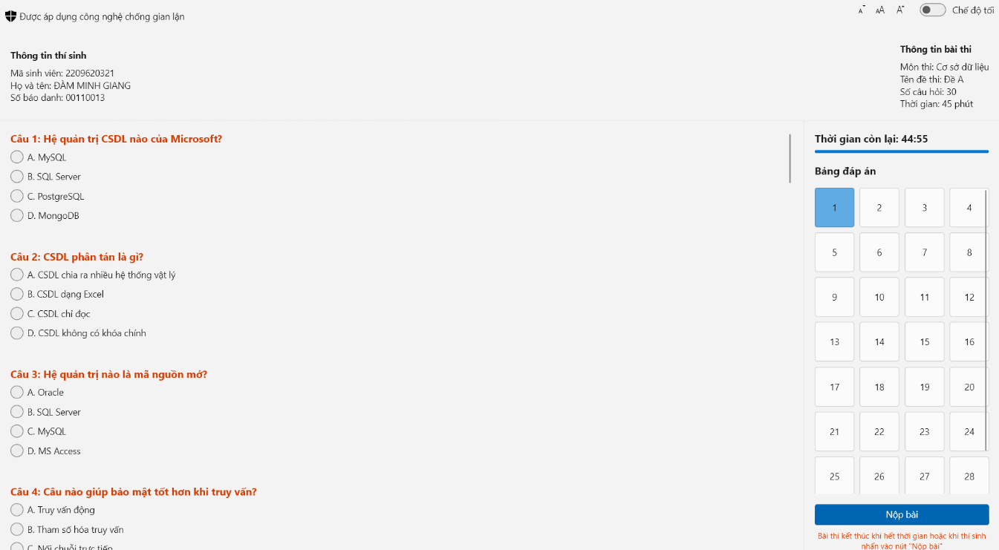 Được áp dụng công nghệ chống gian lận
A˅ aA A^ Chế độ tối
Thông tin thí sinh
Mã sinh viên: 2209620321
Họ và tên: ĐÀM MINH GIANG
Số báo danh: 00110013
Thông tin bài thi
Môn thi: Cơ sở dữ liệu
Tên đề thi: Đề A
Số câu hỏi: 30
Thời gian: 45 phút
Câu 1: Hệ quản trị CSDL nào của Microsoft?
A. MySQL
B. SQL Server
C. PostgreSQL
D. MongoDB
Câu 2: CSDL phân tán là gì?
A. CSDL chia ra nhiều hệ thống vật lý
B. CSDL dạng Excel
C. CSDL chỉ đọc
D. CSDL không có khóa chính
Câu 3: Hệ quản trị nào là mã nguồn mở?
A. Oracle
B. SQL Server
C. MySQL
D. MS Access
Câu 4: Câu nào giúp bảo mật tốt hơn khi truy vấn?
A. Truy vấn động
B. Tham số hóa truy vấn
C. Nối chuỗi trực tiếp
Thời gian còn lại: 44:55
Bảng đáp án
1 2 3 4
5 6 7 8
9 10 11 12
13 14 15 16
17 18 19 20
21 22 23 24
25 26 27 28
Nộp bài
Bài thi kết thúc khi hết thời gian hoặc khi thí sinh
nhấn vào nút "Nộp bài"